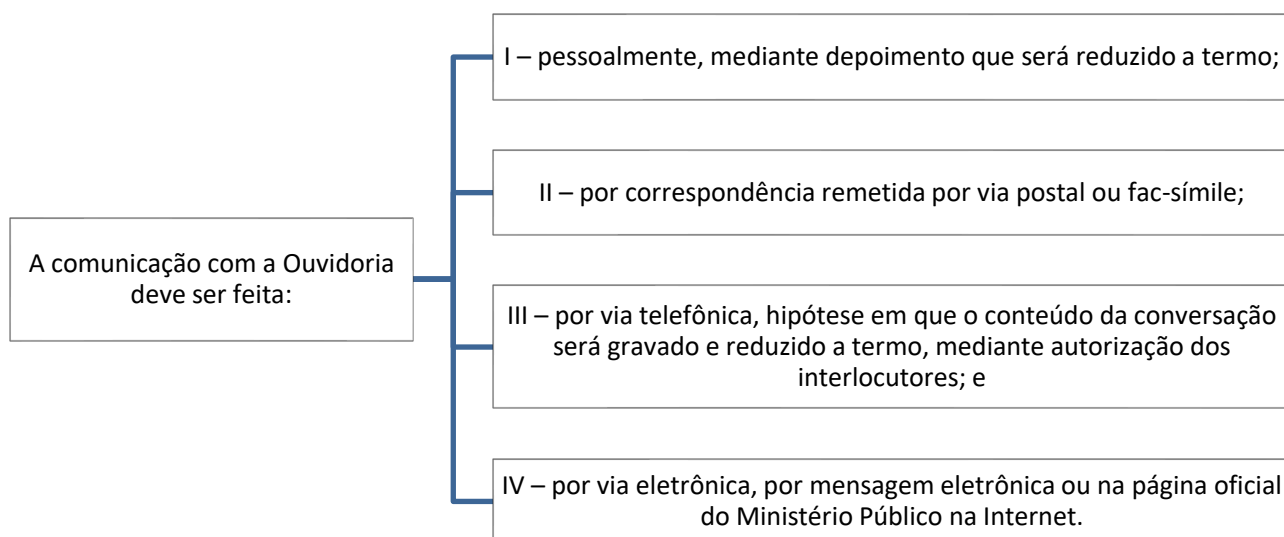 A comunicação com a Ouvidoria
deve ser feita:
I – pessoalmente, mediante depoimento que será reduzido a termo;
II – por correspondência remetida por via postal ou fac-símile;
III – por via telefônica, hipótese em que o conteúdo da conversação
será gravado e reduzido a termo, mediante autorização dos
interlocutores; e
IV – por via eletrônica, por mensagem eletrônica ou na página oficial
do Ministério Público na Internet.